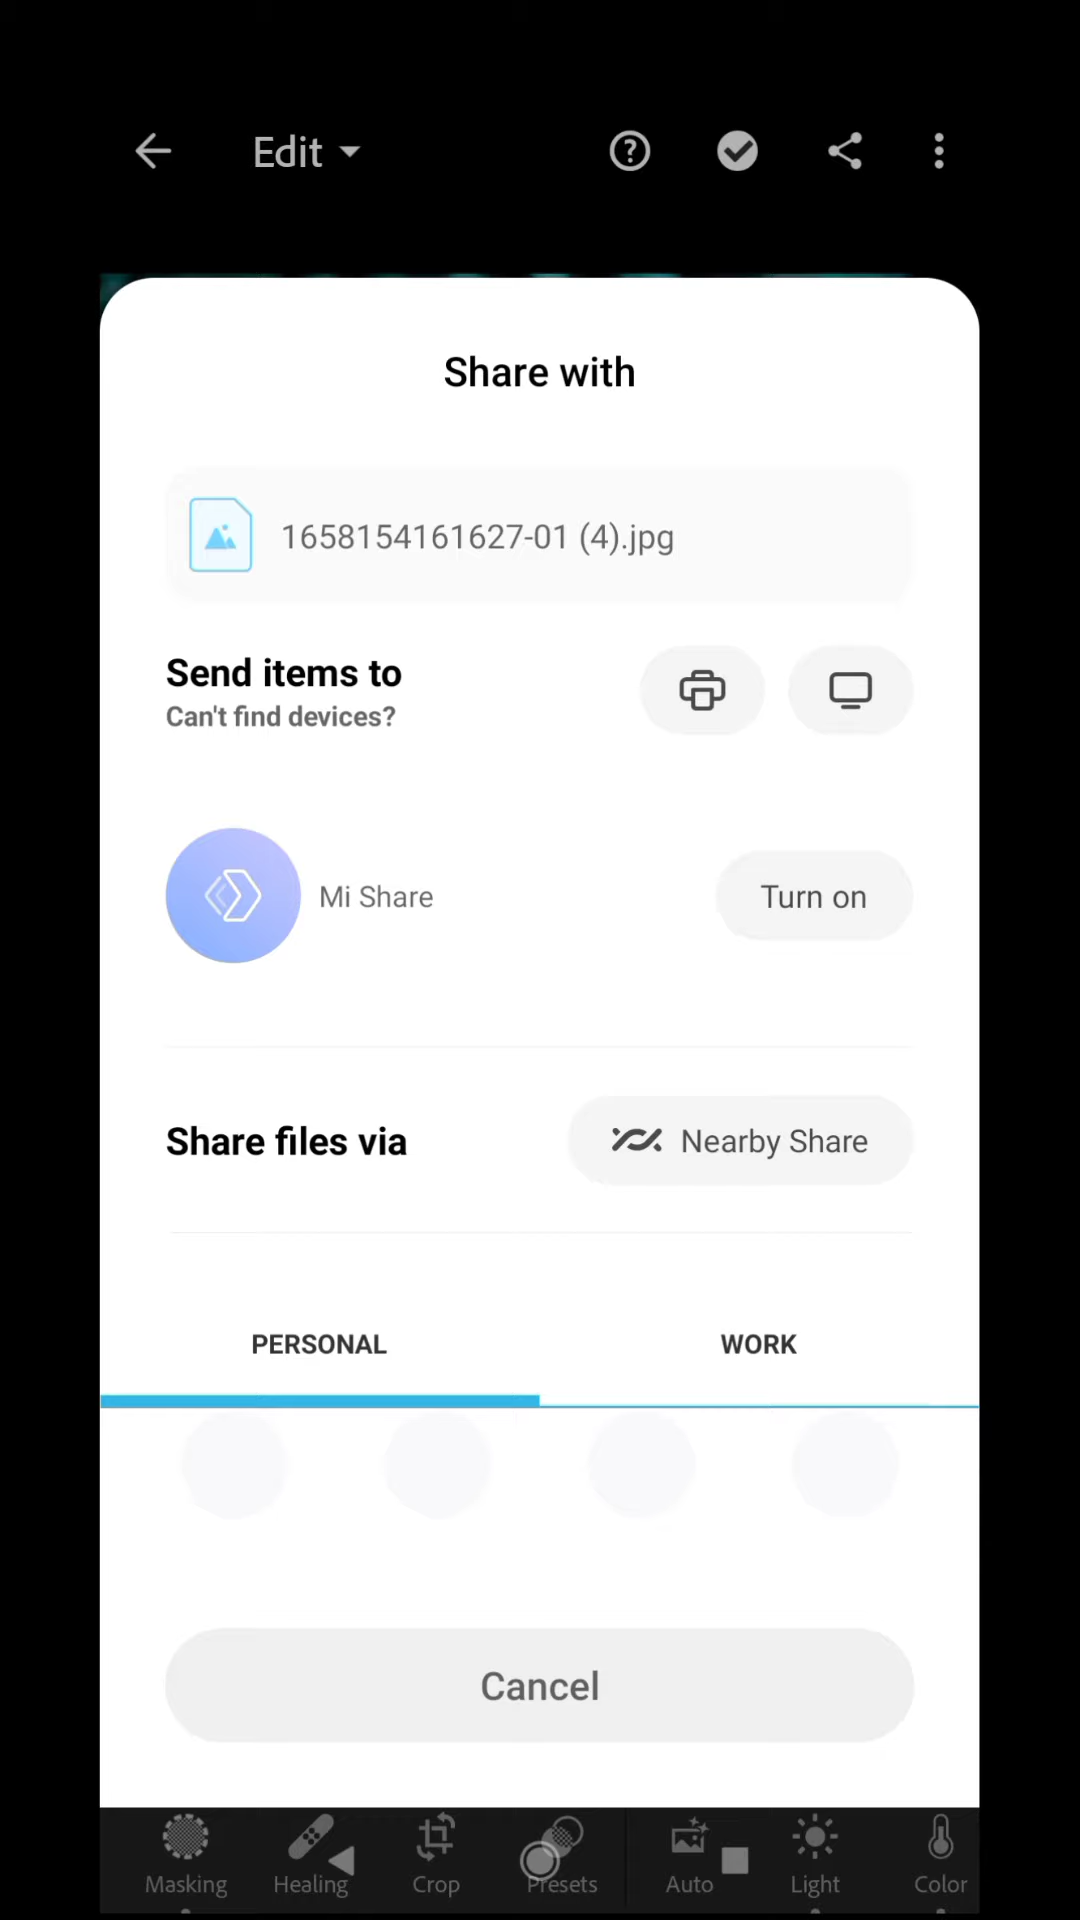 Edit
Share with
1658154161627-01 (4).jpg
Send items to
Can't find devices?
Mi Share
Turn on
Share files via
Nearby Share
PERSONAL
WORK
Cancel
Masking
Healing
Crop
Presets
Auto
Light
Color